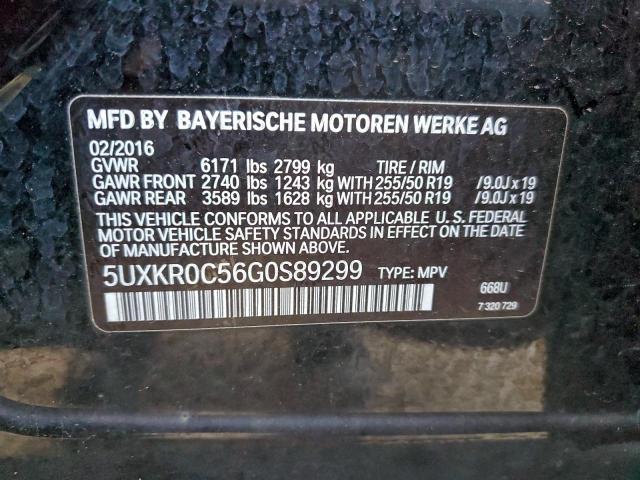 MFD BY BAYERISCHE MOTOREN WERKE AG
02/2016
GVWR 6171 lbs 2799 kg TIRE / RIM
GAWR FRONT 2740 lbs 1243 kg WITH 255/50 R19 /9.0J x 19
GAWR REAR 3589 lbs 1628 kg WITH 255/50 R19 /9.0J x 19
THIS VEHICLE CONFORMS TO ALL APPLICABLE U. S. FEDERAL
MOTOR VEHICLE SAFETY STANDARDS IN EFFECT ON THE DATE
OF MANUFACTURE SHOWN ABOVE.
5UXKR0C56G0S89299 TYPE: MPV
668U
7 320 729